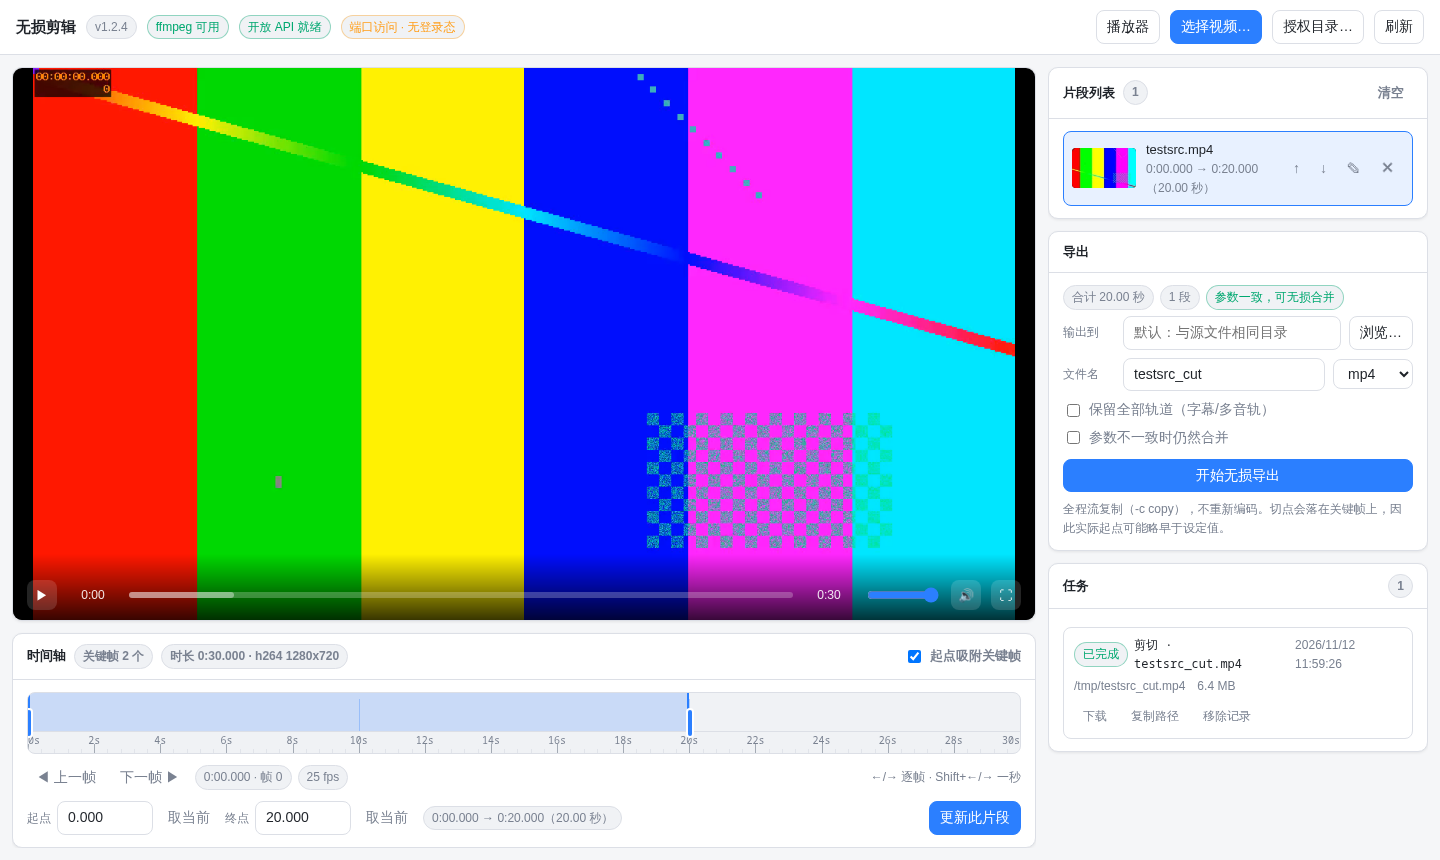 无损剪辑 v1.2.4 ffmpeg 可用 开放 API 就绪 端口访问 · 无登录态 播放器 选择视频… 授权目录… 刷新
00:00:00.000
0
0:00 0:30
时间轴 关键帧 2 个 时长 0:30.000 · h264 1280x720 起点吸附关键帧
0s 2s 4s 6s 8s 10s 12s 14s 16s 18s 20s 22s 24s 26s 28s 30s
◀ 上一帧 下一帧 ▶ 0:00.000 · 帧 0 25 fps ←/→ 逐帧 · Shift+←/→ 一秒
起点 0.000 取当前 终点 20.000 取当前 0:00.000 → 0:20.000（20.00 秒） 更新此片段
片段列表 1 清空
testsrc.mp4
0:00.000 → 0:20.000
（20.00 秒）
↑ ↓ ✎ ✕
导出
合计 20.00 秒 1 段 参数一致，可无损合并
输出到 默认：与源文件相同目录 浏览…
文件名 testsrc_cut mp4
保留全部轨道（字幕/多音轨）
参数不一致时仍然合并
开始无损导出
全程流复制（-c copy），不重新编码。切点会落在关键帧上，因
此实际起点可能略早于设定值。
任务 1
已完成 剪切 ·
testsrc_cut.mp4
2026/11/12
11:59:26
/tmp/testsrc_cut.mp4 6.4 MB
下载 复制路径 移除记录